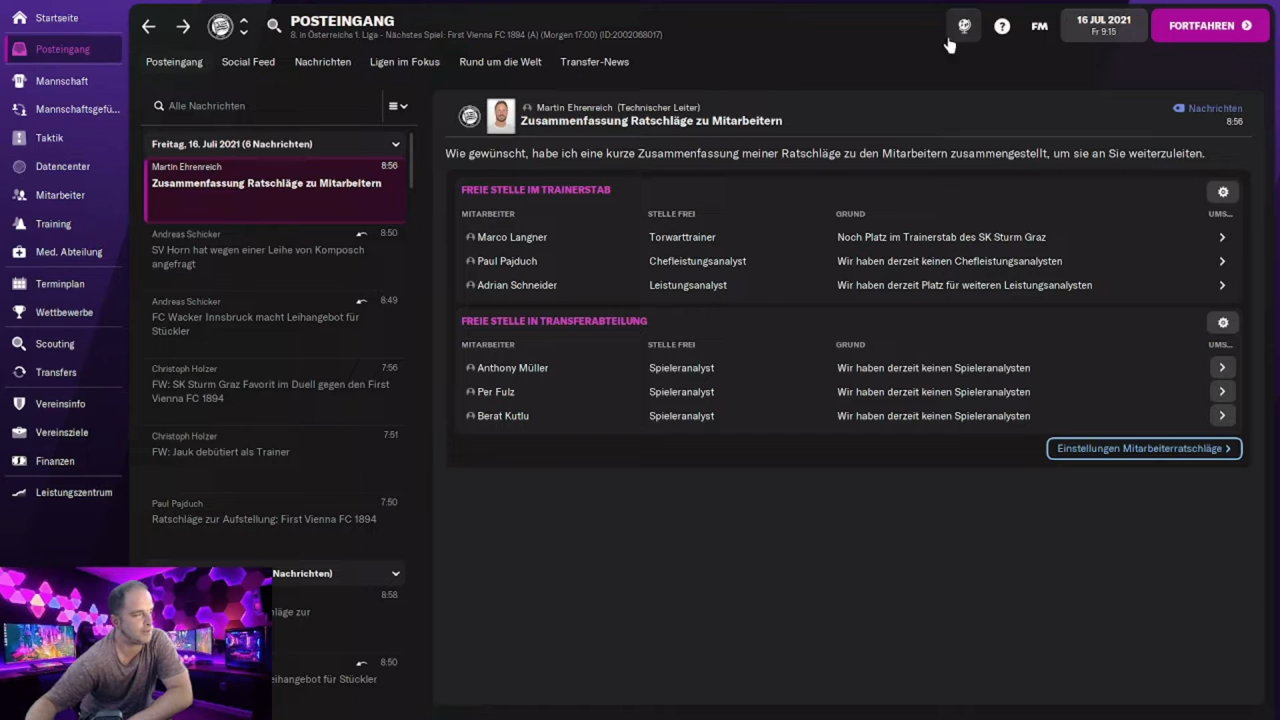 Startseite
Posteingang
Mannschaft
Mannschaftsgefü...
Taktik
Datencenter
Mitarbeiter
Training
Med. Abteilung
Terminplan
Wettbewerbe
Scouting
Transfers
Vereinsinfo
Vereinsziele
Finanzen
Leistungszentrum
POSTEINGANG
8. in Österreichs 1. Liga - Nächstes Spiel: First Vienna FC 1894 (A) (Morgen 17:00) (ID:2002068017)
FM
16 JUL 2021
Fr 9:15
FORTFAHREN
Posteingang
Social Feed
Nachrichten
Ligen im Fokus
Rund um die Welt
Transfer-News
Alle Nachrichten
Freitag, 16. Juli 2021 (6 Nachrichten)
Martin Ehrenreich 8:56
Zusammenfassung Ratschläge zu Mitarbeitern
Andreas Schicker 8:50
SV Horn hat wegen einer Leihe von Komposch
angefragt
Andreas Schicker 8:49
FC Wacker Innsbruck macht Leihangebot für
Stückler
Christoph Holzer 7:56
FW: SK Sturm Graz Favorit im Duell gegen den First
Vienna FC 1894
Christoph Holzer 7:51
FW: Jauk debütiert als Trainer
Paul Pajduch 7:50
Ratschläge zur Aufstellung: First Vienna FC 1894
Nachrichten)
8:58
läge zur
8:50
eihangebot für Stückler
Martin Ehrenreich (Technischer Leiter)
Zusammenfassung Ratschläge zu Mitarbeitern
Nachrichten
8:56
Wie gewünscht, habe ich eine kurze Zusammenfassung meiner Ratschläge zu den Mitarbeitern zusammengestellt, um sie an Sie weiterzuleiten.
FREIE STELLE IM TRAINERSTAB
MITARBEITER STELLE FREI GRUND UMS...
Marco Langner Torwarttrainer Noch Platz im Trainerstab des SK Sturm Graz
Paul Pajduch Chefleistungsanalyst Wir haben derzeit keinen Chefleistungsanalysten
Adrian Schneider Leistungsanalyst Wir haben derzeit Platz für weiteren Leistungsanalysten
FREIE STELLE IN TRANSFERABTEILUNG
MITARBEITER STELLE FREI GRUND UMS...
Anthony Müller Spieleranalyst Wir haben derzeit keinen Spieleranalysten
Per Fulz Spieleranalyst Wir haben derzeit keinen Spieleranalysten
Berat Kutlu Spieleranalyst Wir haben derzeit keinen Spieleranalysten
Einstellungen Mitarbeiterratschläge